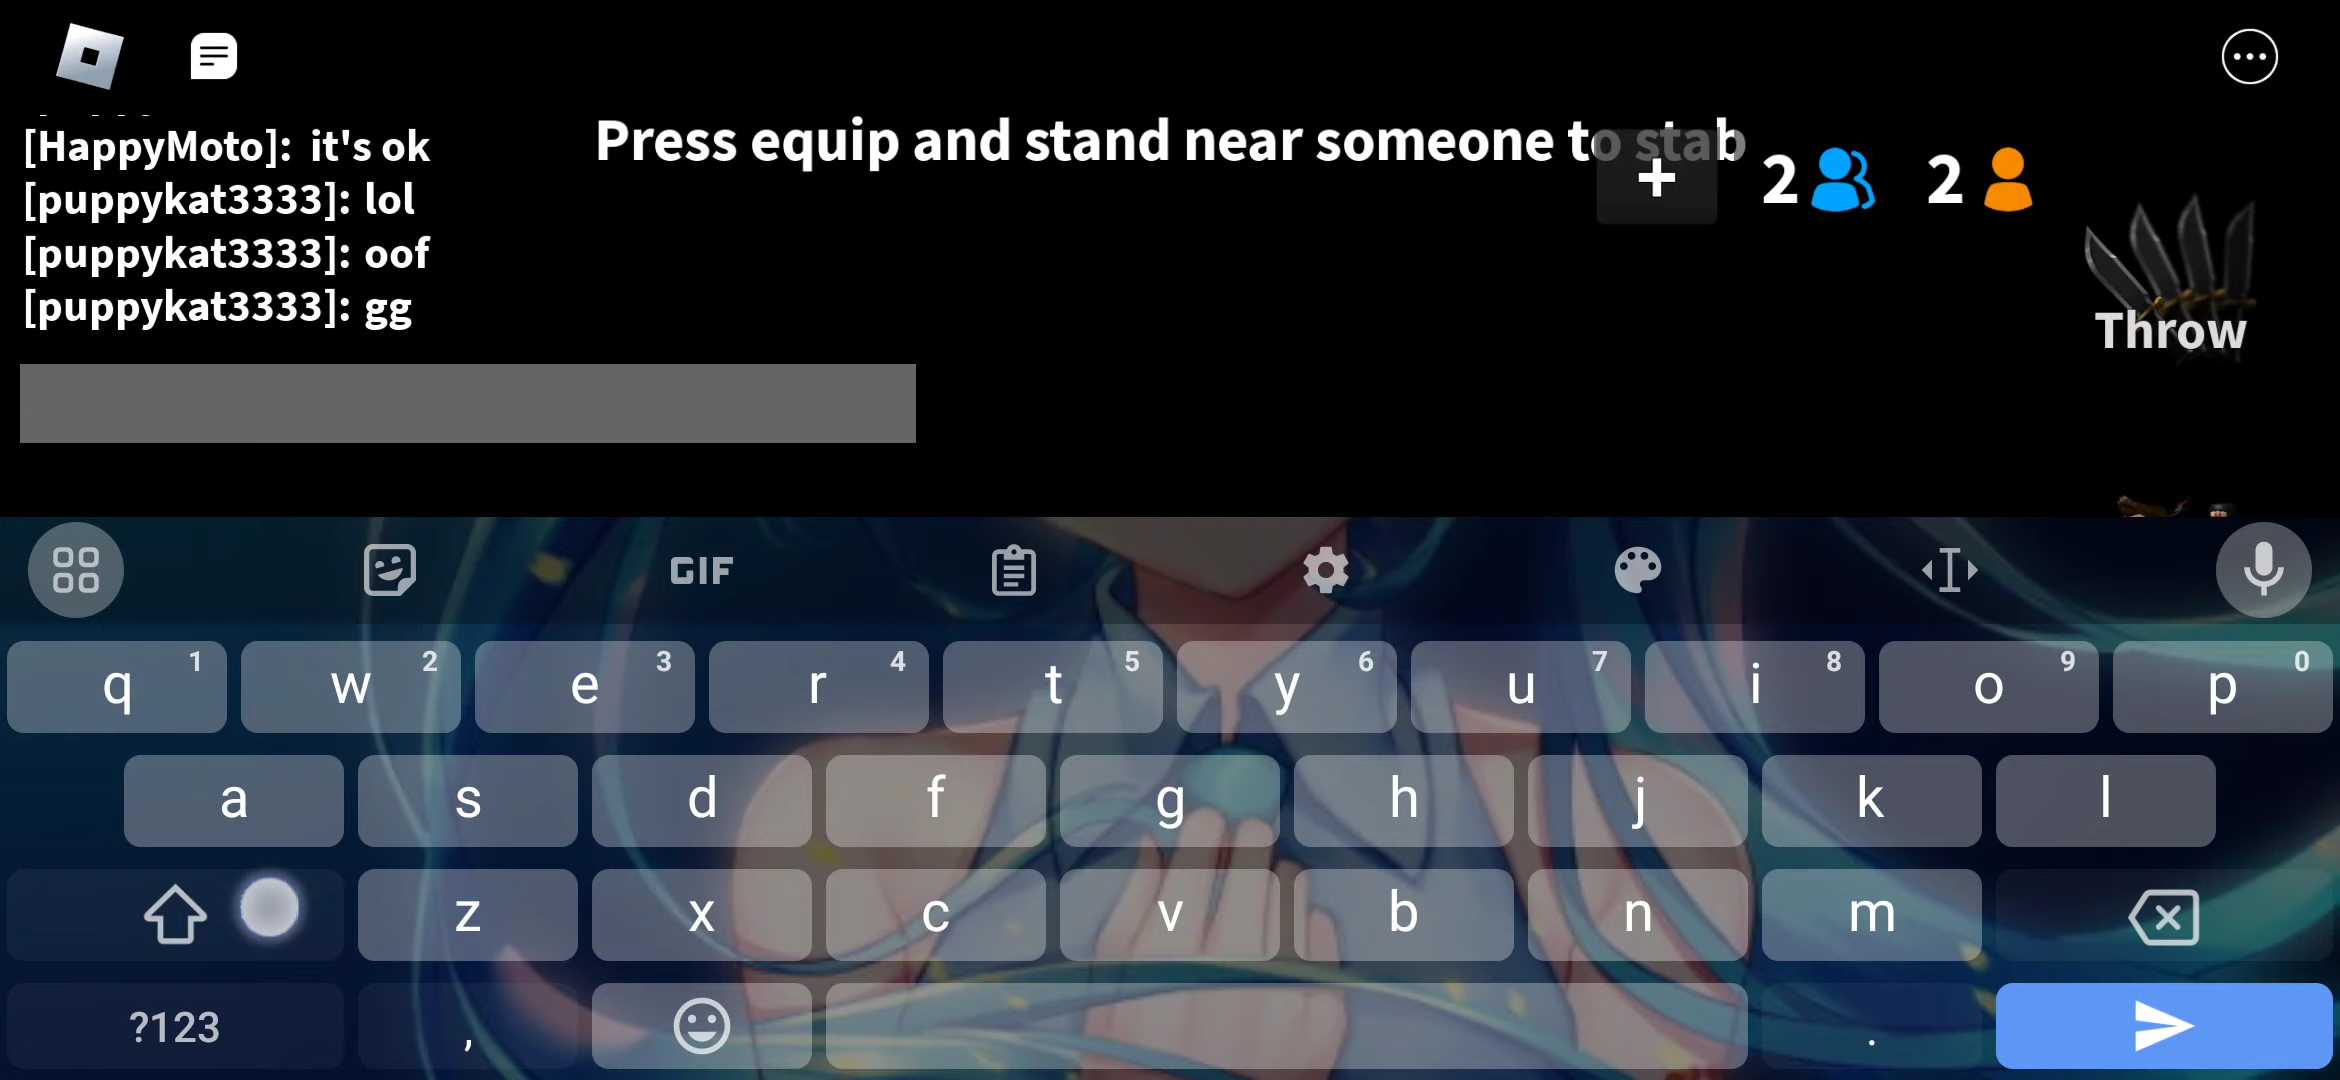 [HappyMoto]: it's ok
[puppykat3333]: lol
[puppykat3333]: oof
[puppykat3333]: gg
Press equip and stand near someone to stab
+ 2 2
Throw
GIF
q 1 w 2 e 3 r 4 t 5 y 6 u 7 i 8 o 9 p 0
a s d f g h j k l
z x c v b n m
?123 , .